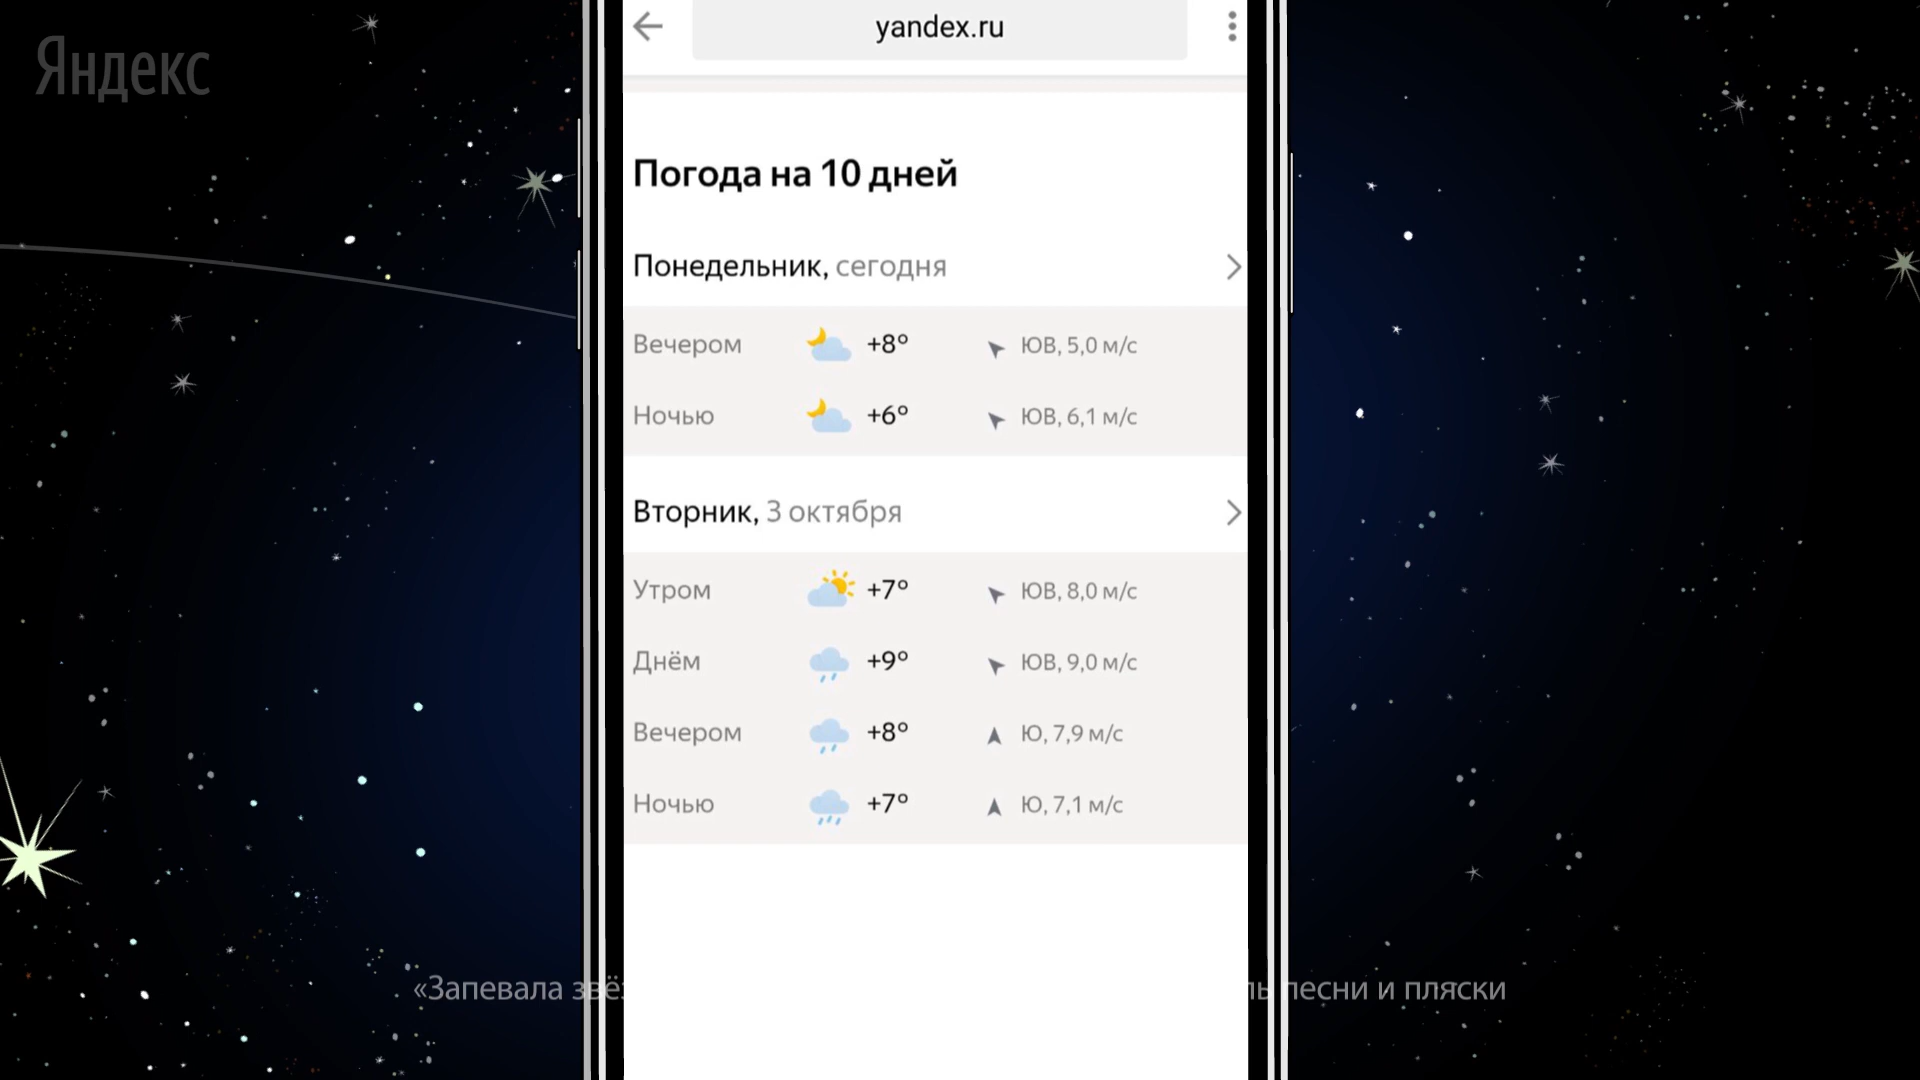 Яндекс
yandex.ru
Погода на 10 дней
Понедельник, сегодня
Вечером +8° ЮВ, 5,0 м/с
Ночью +6° ЮВ, 6,1 м/с
Вторник, 3 октября
Утром +7° ЮВ, 8,0 м/с
Днём +9° ЮВ, 9,0 м/с
Вечером +8° Ю, 7,9 м/с
Ночью +7° Ю, 7,1 м/с
«Запевала песни и пляски